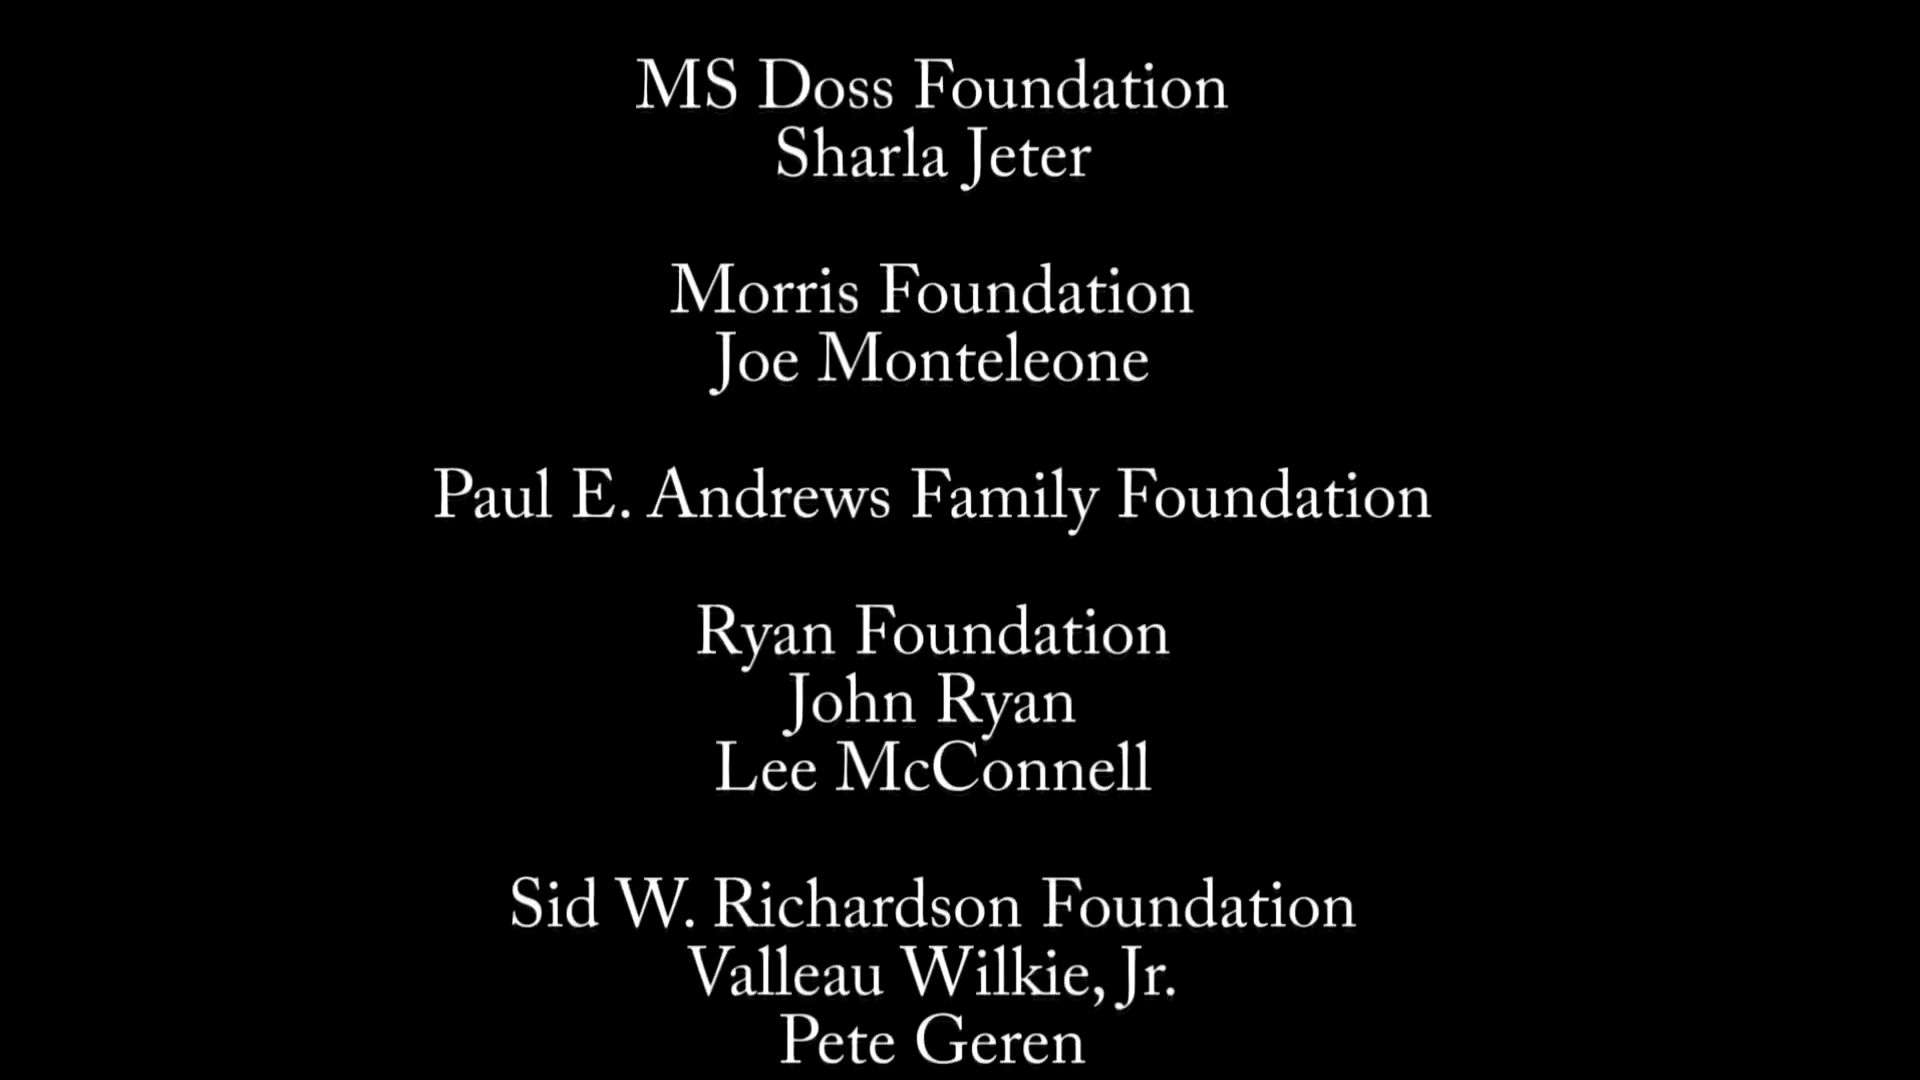 MS Doss Foundation
Sharla Jeter
Morris Foundation
Joe Monteleone
Paul E. Andrews Family Foundation
Ryan Foundation
John Ryan
Lee McConnell
Sid W. Richardson Foundation
Valleau Wilkie, Jr.
Pete Geren